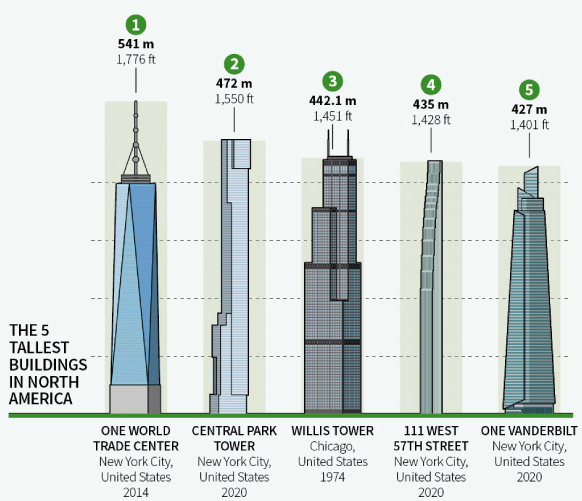 1
541 m
1,776 ft
2
472 m
1,550 ft
3
442.1 m
1,451 ft
4
435 m
1,428 ft
5
427 m
1,401 ft
THE 5
TALLEST
BUILDINGS
IN NORTH
AMERICA
ONE WORLD
TRADE CENTER
New York City,
United States
2014
CENTRAL PARK
TOWER
New York City,
United States
2020
WILLIS TOWER
Chicago,
United States
1974
111 WEST
57TH STREET
New York City,
United States
2020
ONE VANDERBILT
New York City,
United States
2020